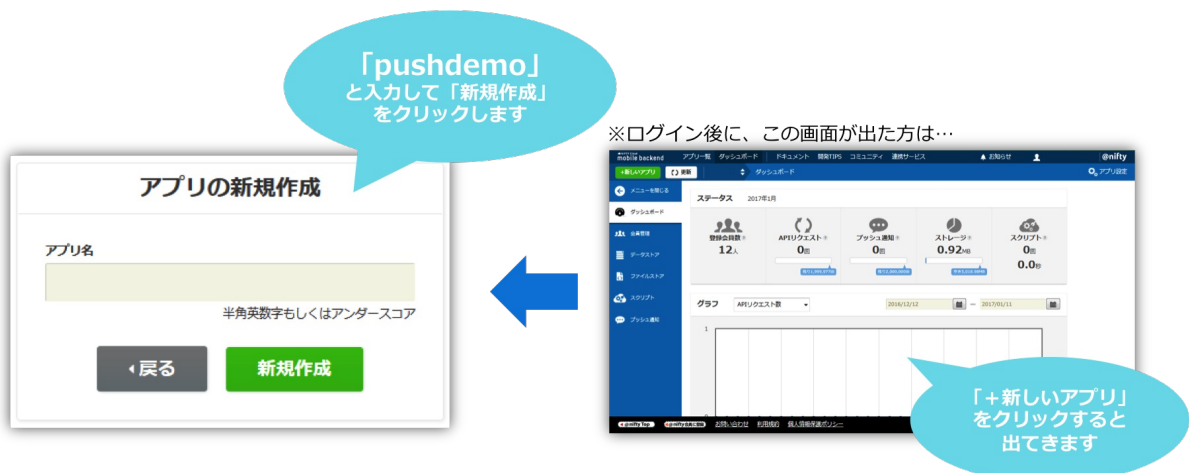 「pushdemo」
と入力して「新規作成」
をクリックします
アプリの新規作成
アプリ名
半角英数字もしくはアンダースコア
戻る
新規作成
※ログイン後に、この画面が出た方は…
mobile backend
アプリ一覧 ダッシュボード ドキュメント 開発TIPS コミュニティ 連携サービス
お知らせ
@nifty
+新しいアプリ
更新
ダッシュボード
アプリ設定
メニューを閉じる
ダッシュボード
会員管理
データストア
ファイルストア
スクリプト
プッシュ通知
ステータス 2017年1月
登録会員数
12人
APIリクエスト
0回
プッシュ通知
0回
ストレージ
0.92MB
スクリプト
0回
0.0秒
グラフ APIリクエスト数 2016/12/12 — 2017/01/11
1
0
@nifty Top
お問い合わせ 利用規約 個人情報保護ポリシー
「＋新しいアプリ」
をクリックすると
出てきます